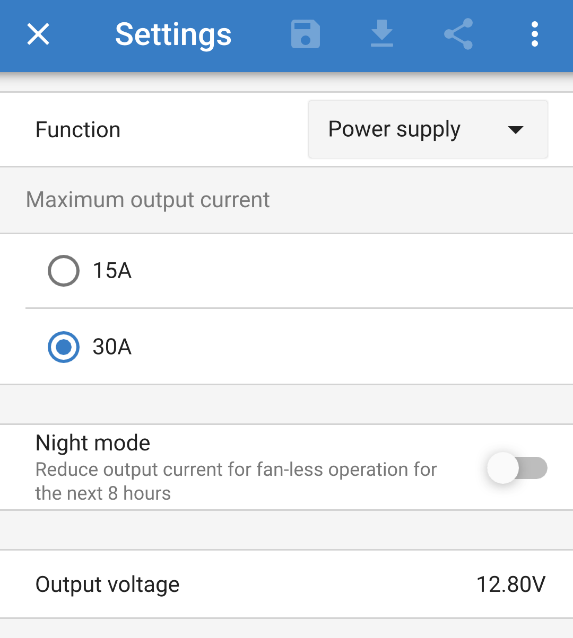 Settings
Function
Power supply
Maximum output current
15A
30A
Night mode
Reduce output current for fan-less operation for
the next 8 hours
Output voltage
12.80V